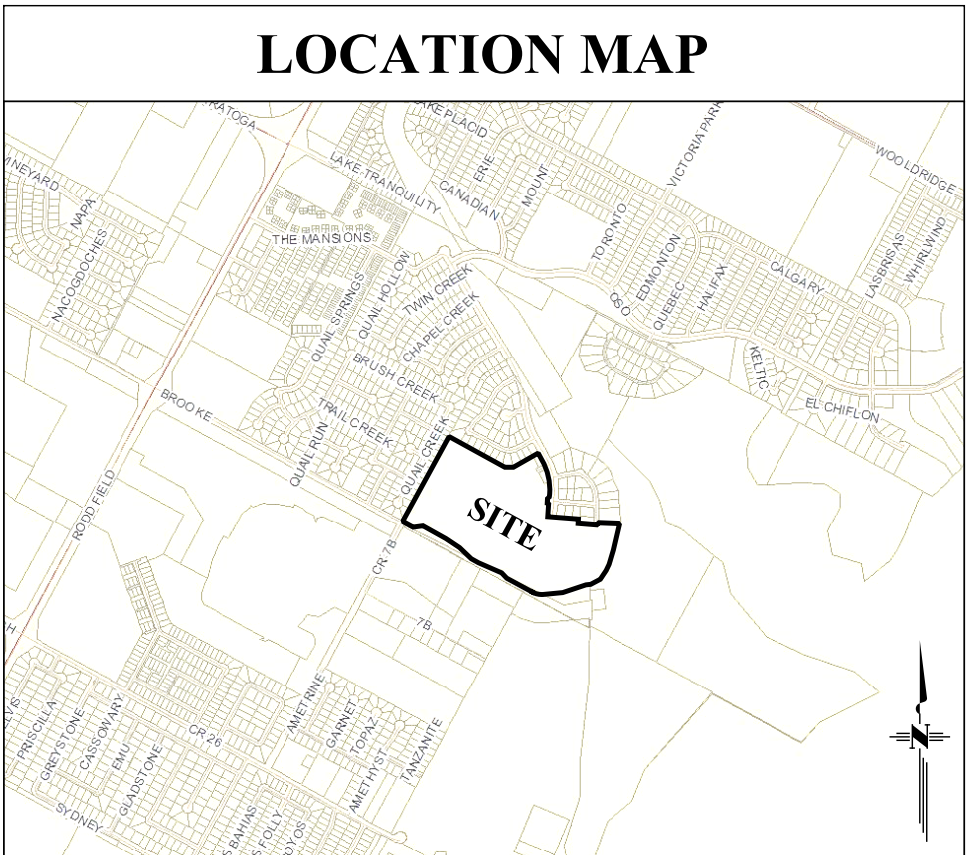 LOCATION MAP
RATOGA
AKE PLACID
VICTORIA PARK
WOOLDRIDGE
LAKE TRANQUILITY
ERIE
MOUNT
CANADIAN
NAPA
NACOGDOCHES
THE MANSIONS
TORONTO
EDMONTON
QUEBEC
HALIFAX
CALGARY
LASBRISAS
WHIRLWIND
OSO
QUAIL SPRINGS
QUAIL HOLLOW
TWIN CREEK
CHAPEL CREEK
BRUSH CREEK
KELTIC
EL CHIFLON
BROOKE
TRAIL CREEK
QUAIL RUN
QUAIL CREEK
RODD FIELD
SITE
CR 7B
7B
H
PRISCILLA
GREYSTONE
CASSOWARY
EMU
GLADSTONE
CR 26
AMETRINE
GARNET
TOPAZ
AMETHYST
TANZANITE
SYDNEY
S BAHIAS
S FOLLY
OYOS
N